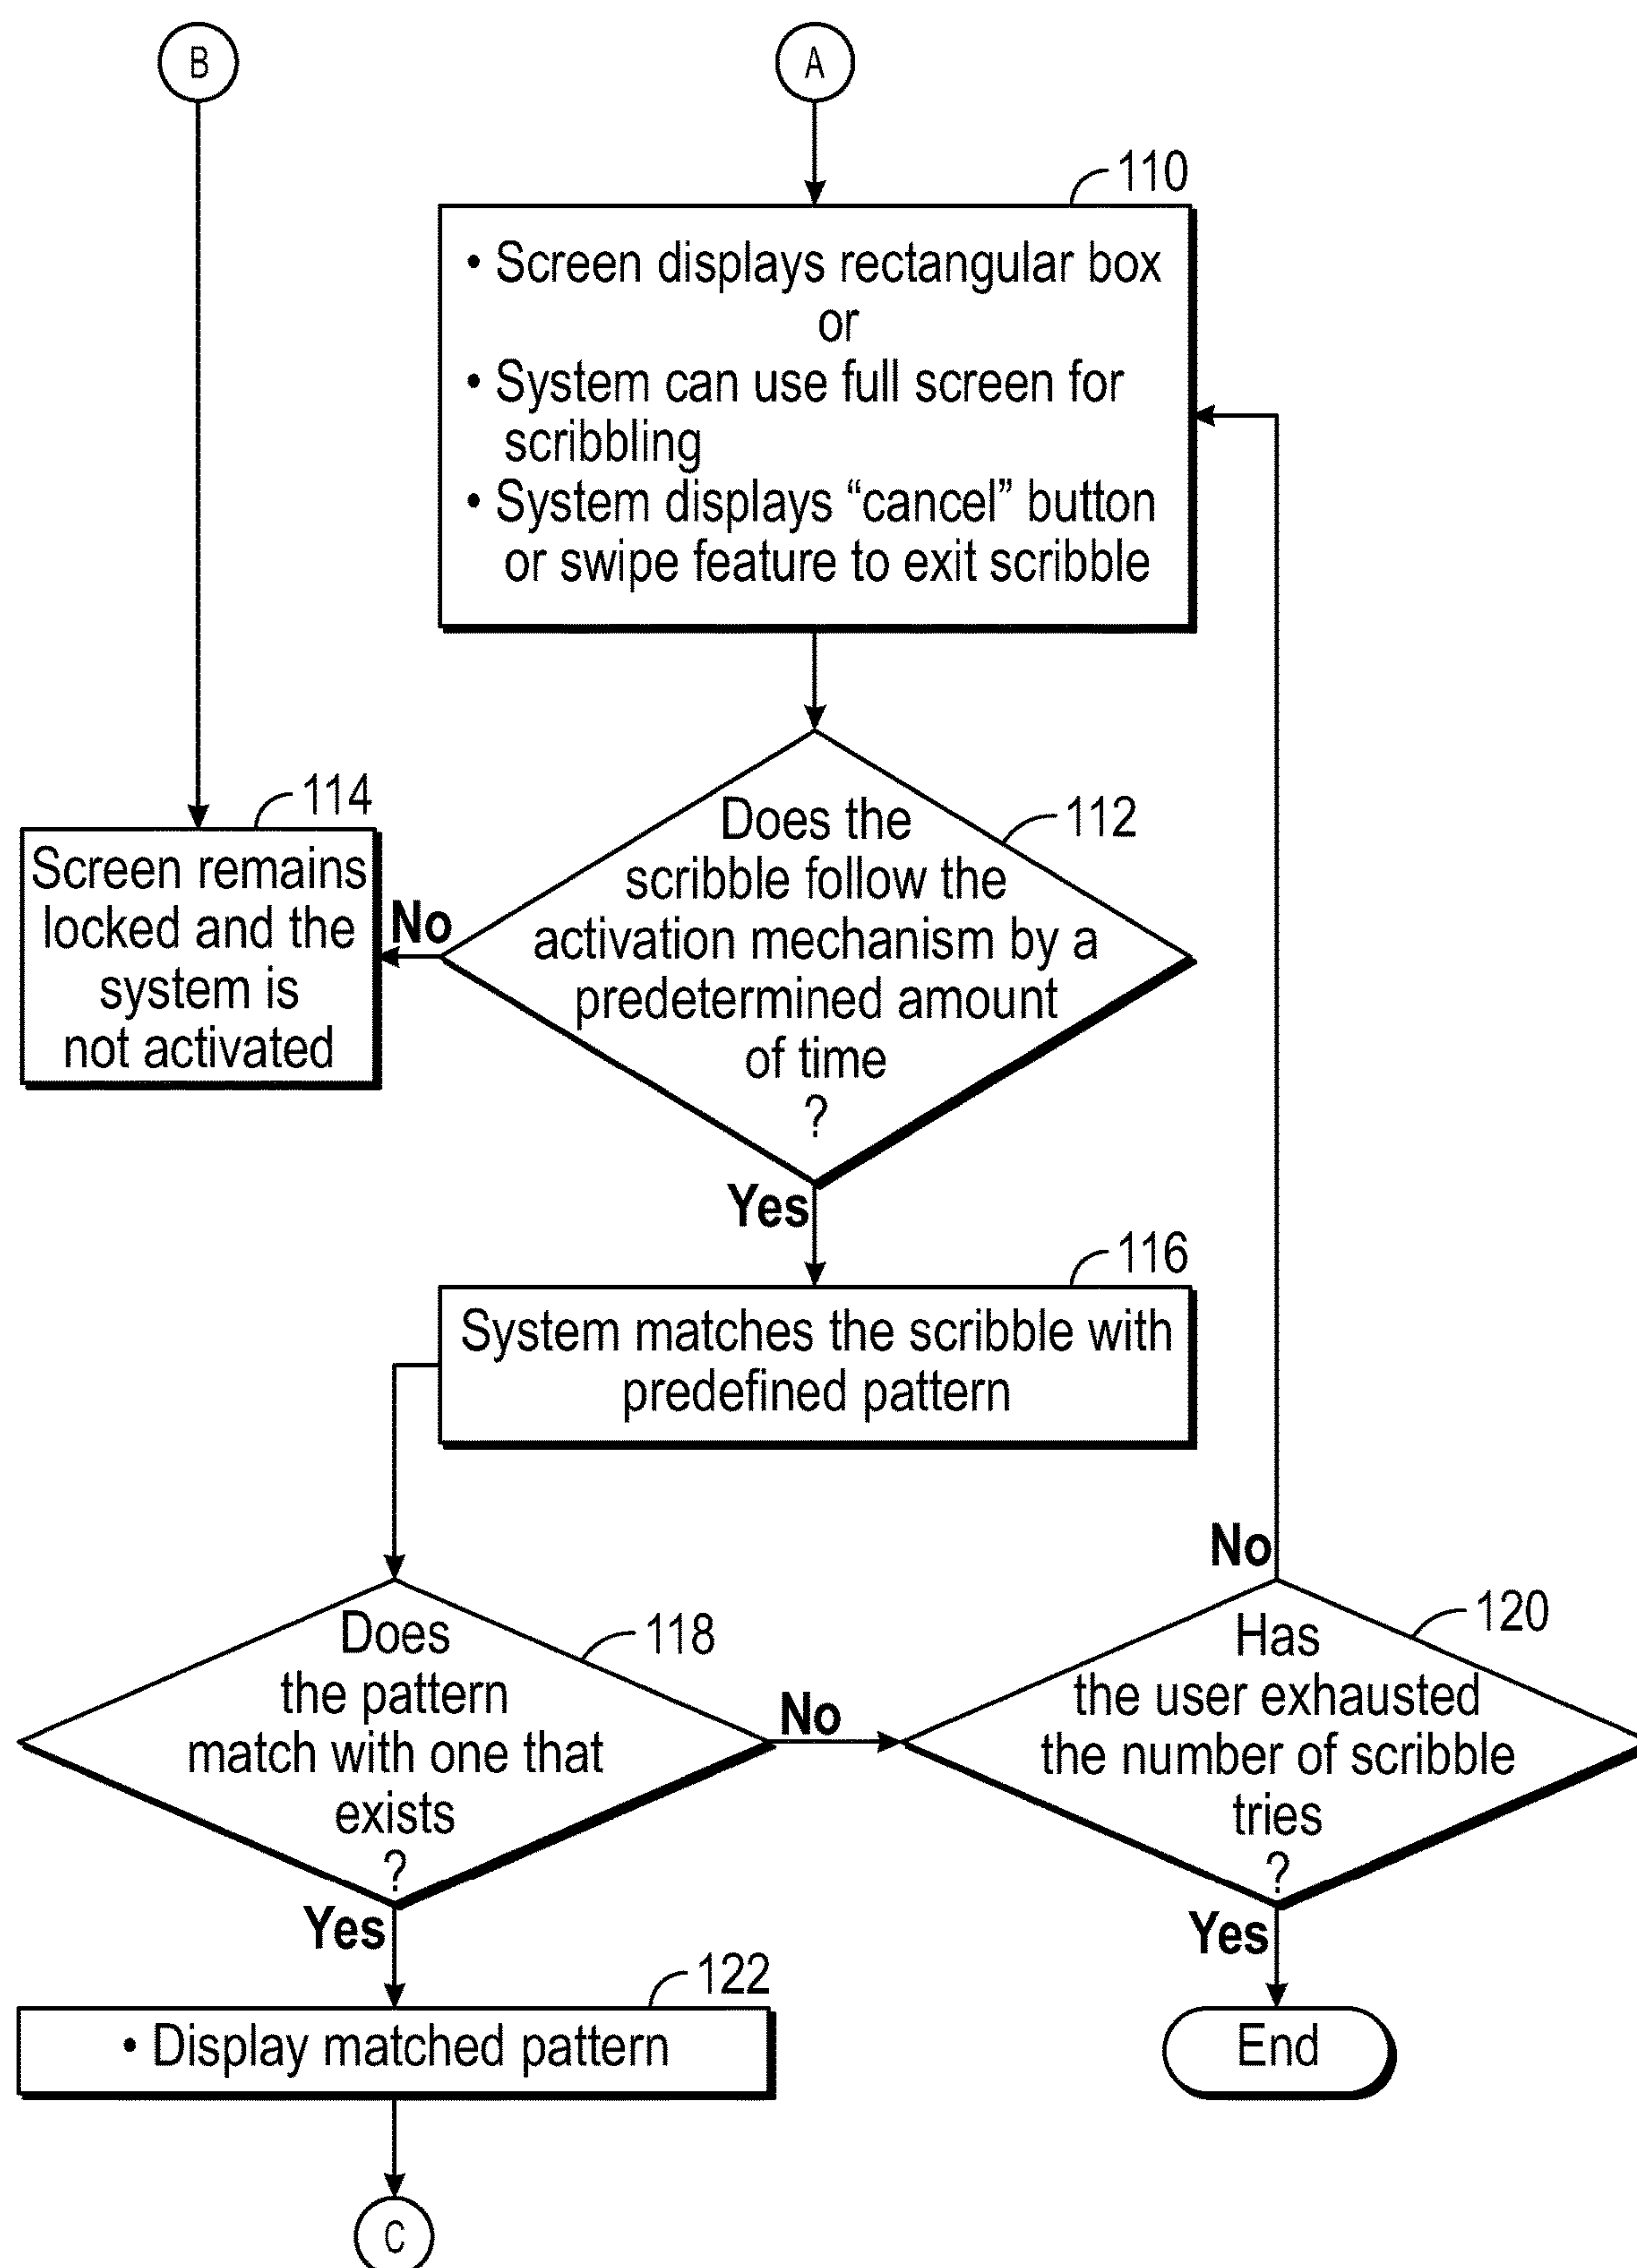 B
A
110
• Screen displays rectangular box
or
• System can use full screen for
scribbling
• System displays “cancel” button
or swipe feature to exit scribble
114
Screen remains
locked and the
system is
not activated
No
112
Does the
scribble follow the
activation mechanism by a
predetermined amount
of time
?
Yes
116
System matches the scribble with
predefined pattern
118
Does
the pattern
match with one that
exists
?
No
No
120
Has
the user exhausted
the number of scribble
tries
?
Yes
Yes
122
• Display matched pattern
End
C